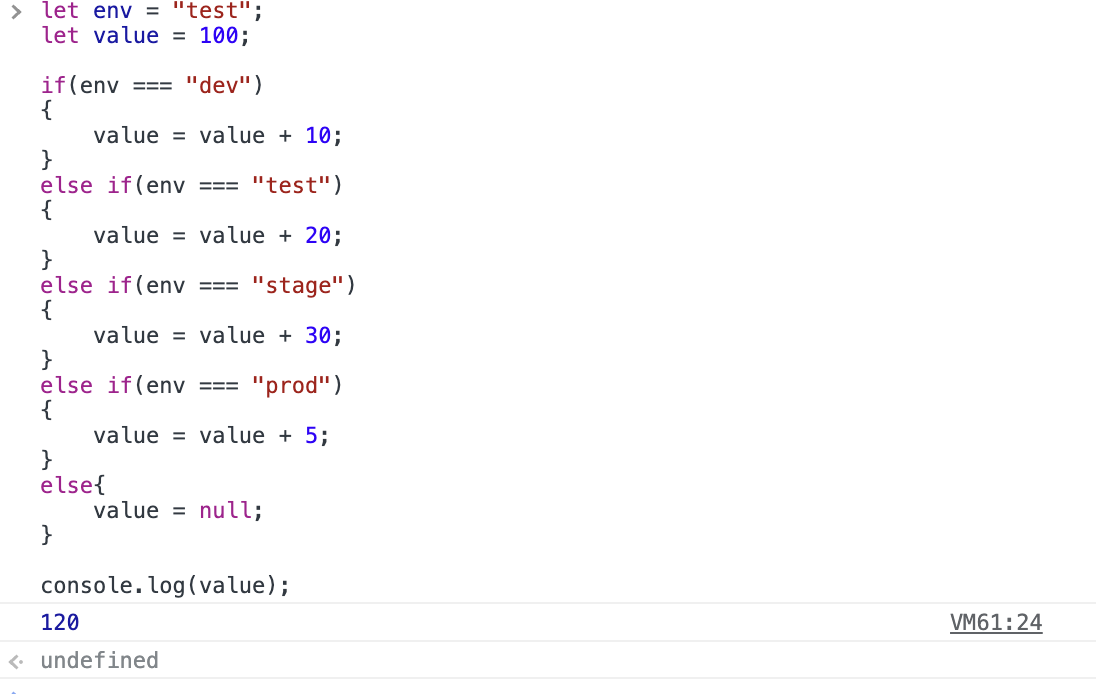 let env = "test";
let value = 100;
if(env === "dev")
{
value = value + 10;
}
else if(env === "test")
{
value = value + 20;
}
else if(env === "stage")
{
value = value + 30;
}
else if(env === "prod")
{
value = value + 5;
}
else{
value = null;
}
console.log(value);
120 VM61:24
undefined